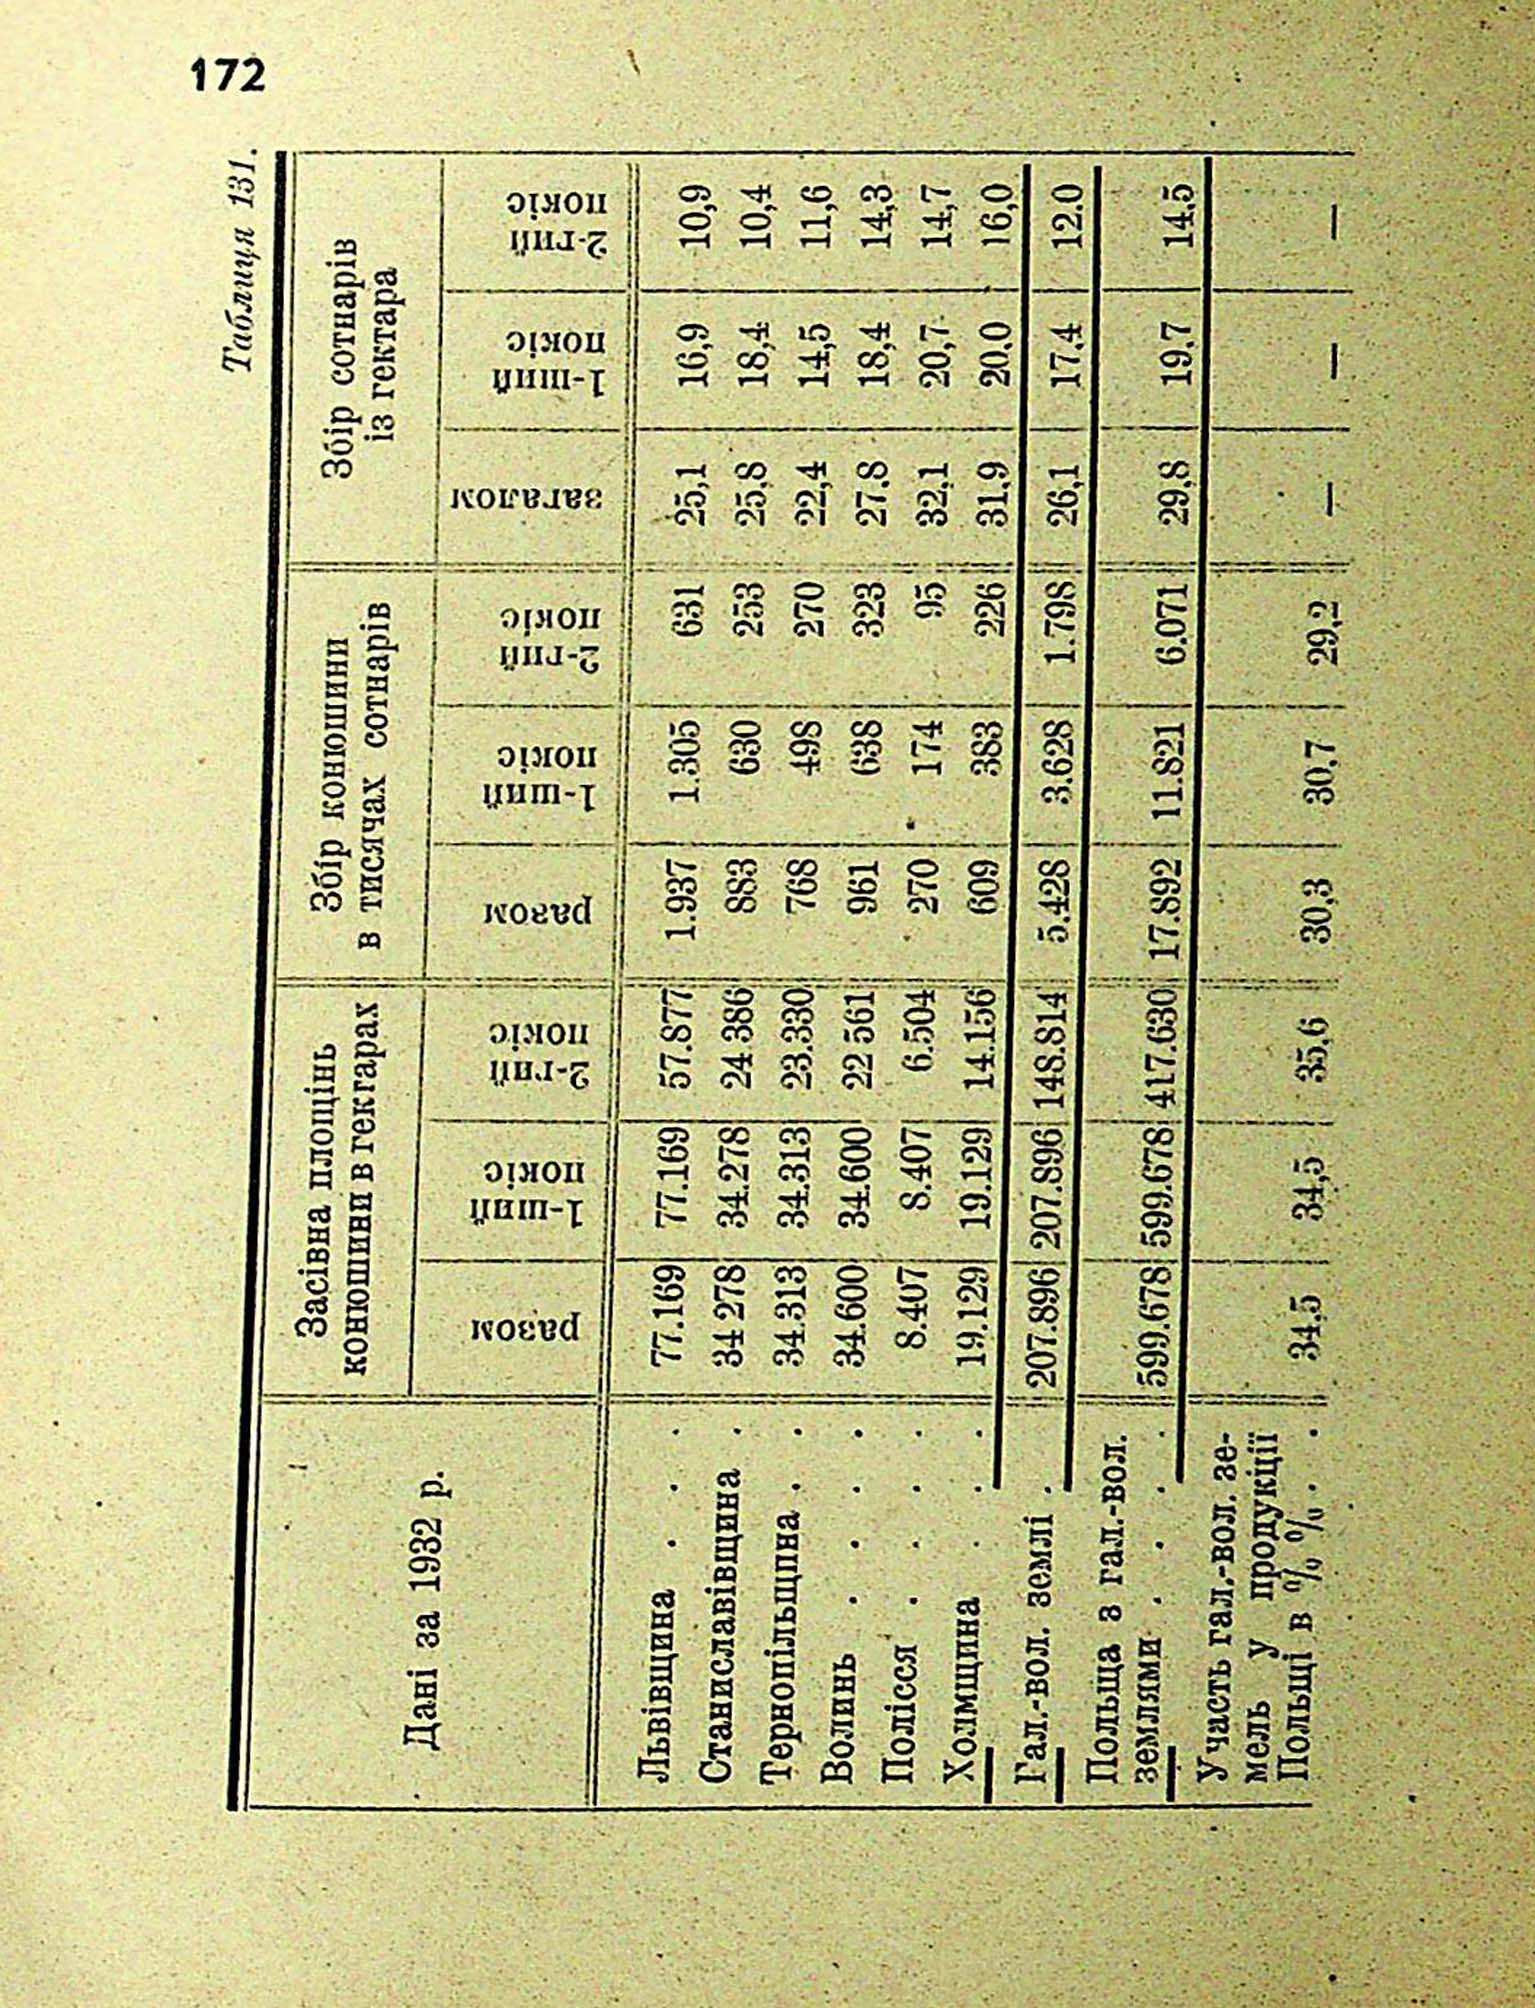 172
Таблиця 131.
Дані за 1932 р.
Засівна площінь
конюшини в гектарах
Збір конюшини
в тисячах сотнарів
Збір сотнарів
із гектара
разом
1-ший
покіс
2-гий
покіс
разом
1-ший
покіс
2-гий
покіс
загалом
1-ший
покіс
2-гий
покіс
Львівщина . . . 77.169 77.169 57.877 1.937 1.305 631 25,1 16,9 10,9
Станиславівщина . 34 278 34.278 24 386 883 630 253 25,8 18,4 10,4
Тернопільщина . . 34.313 34.313 23.330 768 498 270 22,4 14,5 11,6
Волинь . . . . 34.600 34.600 22 561 961 638 323 27,8 18,4 14,3
Полісся . . . . 8.407 8.407 6.504 270 174 95 32,1 20,7 14,7
Холмщина . . . 19.129 19.129 14.156 609 383 226 31,9 20,0 16,0
Гал.-вол. землі . 207.896 207.896 148.814 5.428 3.628 1.798 26,1 17,4 12.0
Польща з гал.-вол.
землями . . . . 599.678 599.678 417.630 17.892 11.821 6.071 29,8 19,7 14,5
Участь гал.-вол. зе-
мель у продукції
Польщі в % % . . . 34,5 34,5 35,6 30,3 30,7 29,2 — — —